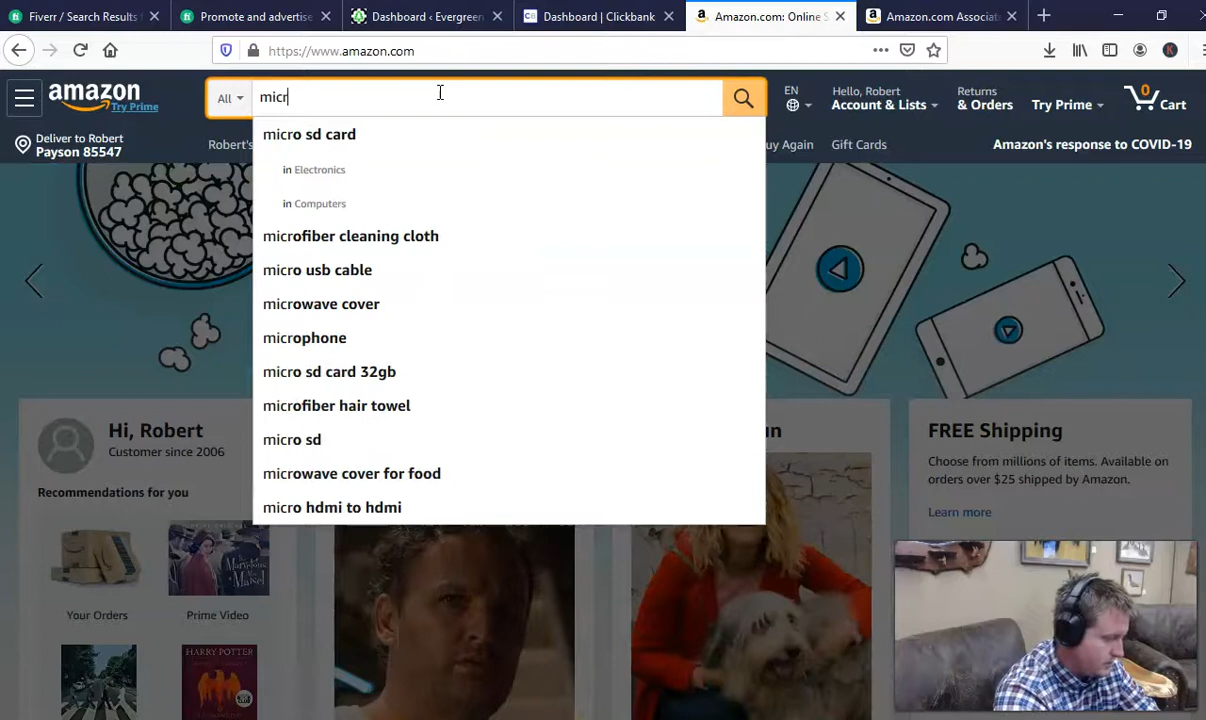 Fiverr / Search Results f
Promote and advertise
Dashboard ‹ Evergreen
CB Dashboard | Clickbank
Amazon.com: Online S
Amazon.com Associat
https://www.amazon.com
K
amazon
Try Prime
All
micr
EN
Hello, Robert
Account & Lists
Returns
& Orders
Try Prime
0
Cart
Deliver to Robert
Payson 85547
Robert's
uy Again
Gift Cards
Amazon's response to COVID-19
micro sd card
in Electronics
in Computers
microfiber cleaning cloth
micro usb cable
microwave cover
microphone
micro sd card 32gb
microfiber hair towel
micro sd
microwave cover for food
micro hdmi to hdmi
Hi, Robert
Customer since 2006
Recommendations for you
Your Orders
Prime Video
HARRY POTTER
un
FREE Shipping
Choose from millions of items. Available on
orders over $25 shipped by Amazon.
Learn more